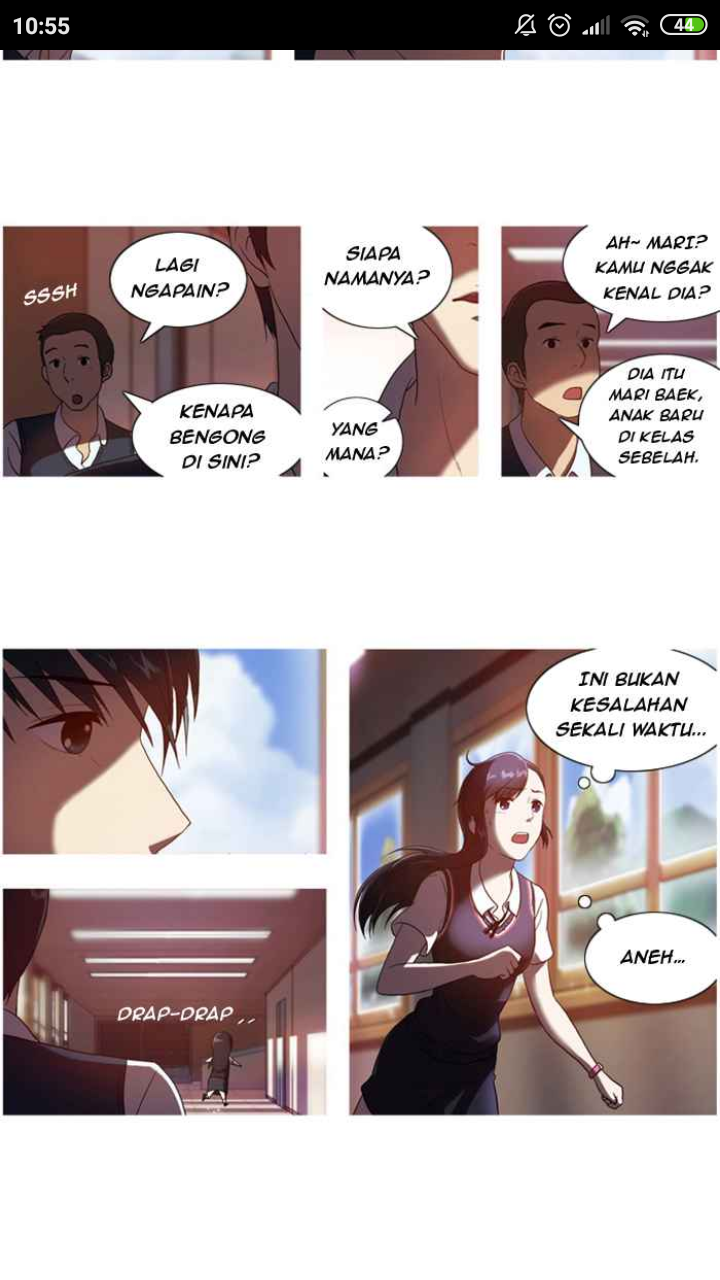 10:55
44
SSSH
LAGI
NGAPAIN?
KENAPA
BENGONG
DI SINI?
SIAPA
NAMANYA?
YANG
MANA?
AH~ MARI?
KAMU NGGAK
KENAL DIA?
DIA ITU
MARI BAEK,
ANAK BARU
DI KELAS
SEBELAH.
INI BUKAN
KESALAHAN
SEKALI WAKTU...
ANEH...
DRAP-DRAP